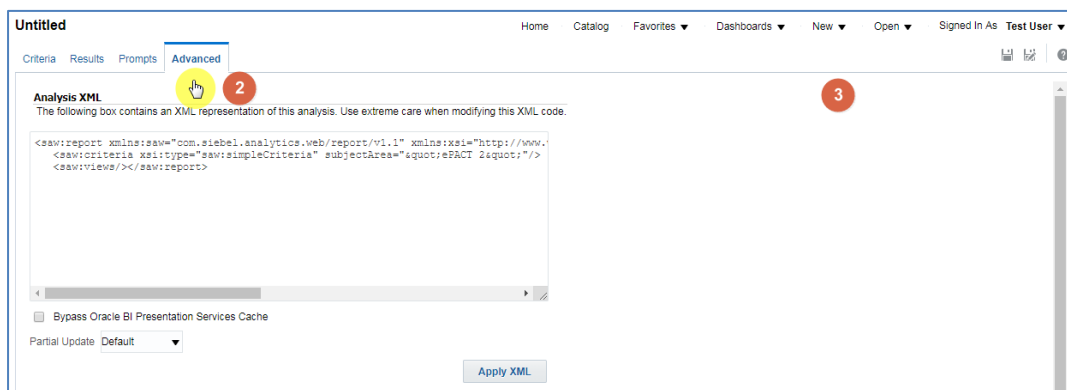 Untitled
Home Catalog Favorites Dashboards New Open Signed In As Test User
Criteria Results Prompts Advanced
2
3
Analysis XML
The following box contains an XML representation of this analysis. Use extreme care when modifying this XML code.
<saw:report xmlns:saw="com.siebel.analytics.web/report/v1.1" xmlns:xsi="http://www.
<saw:criteria xsi:type="saw:simpleCriteria" subjectArea="&quot;ePACT 2&quot;"/>
<saw:views/></saw:report>
Bypass Oracle BI Presentation Services Cache
Partial Update Default
Apply XML